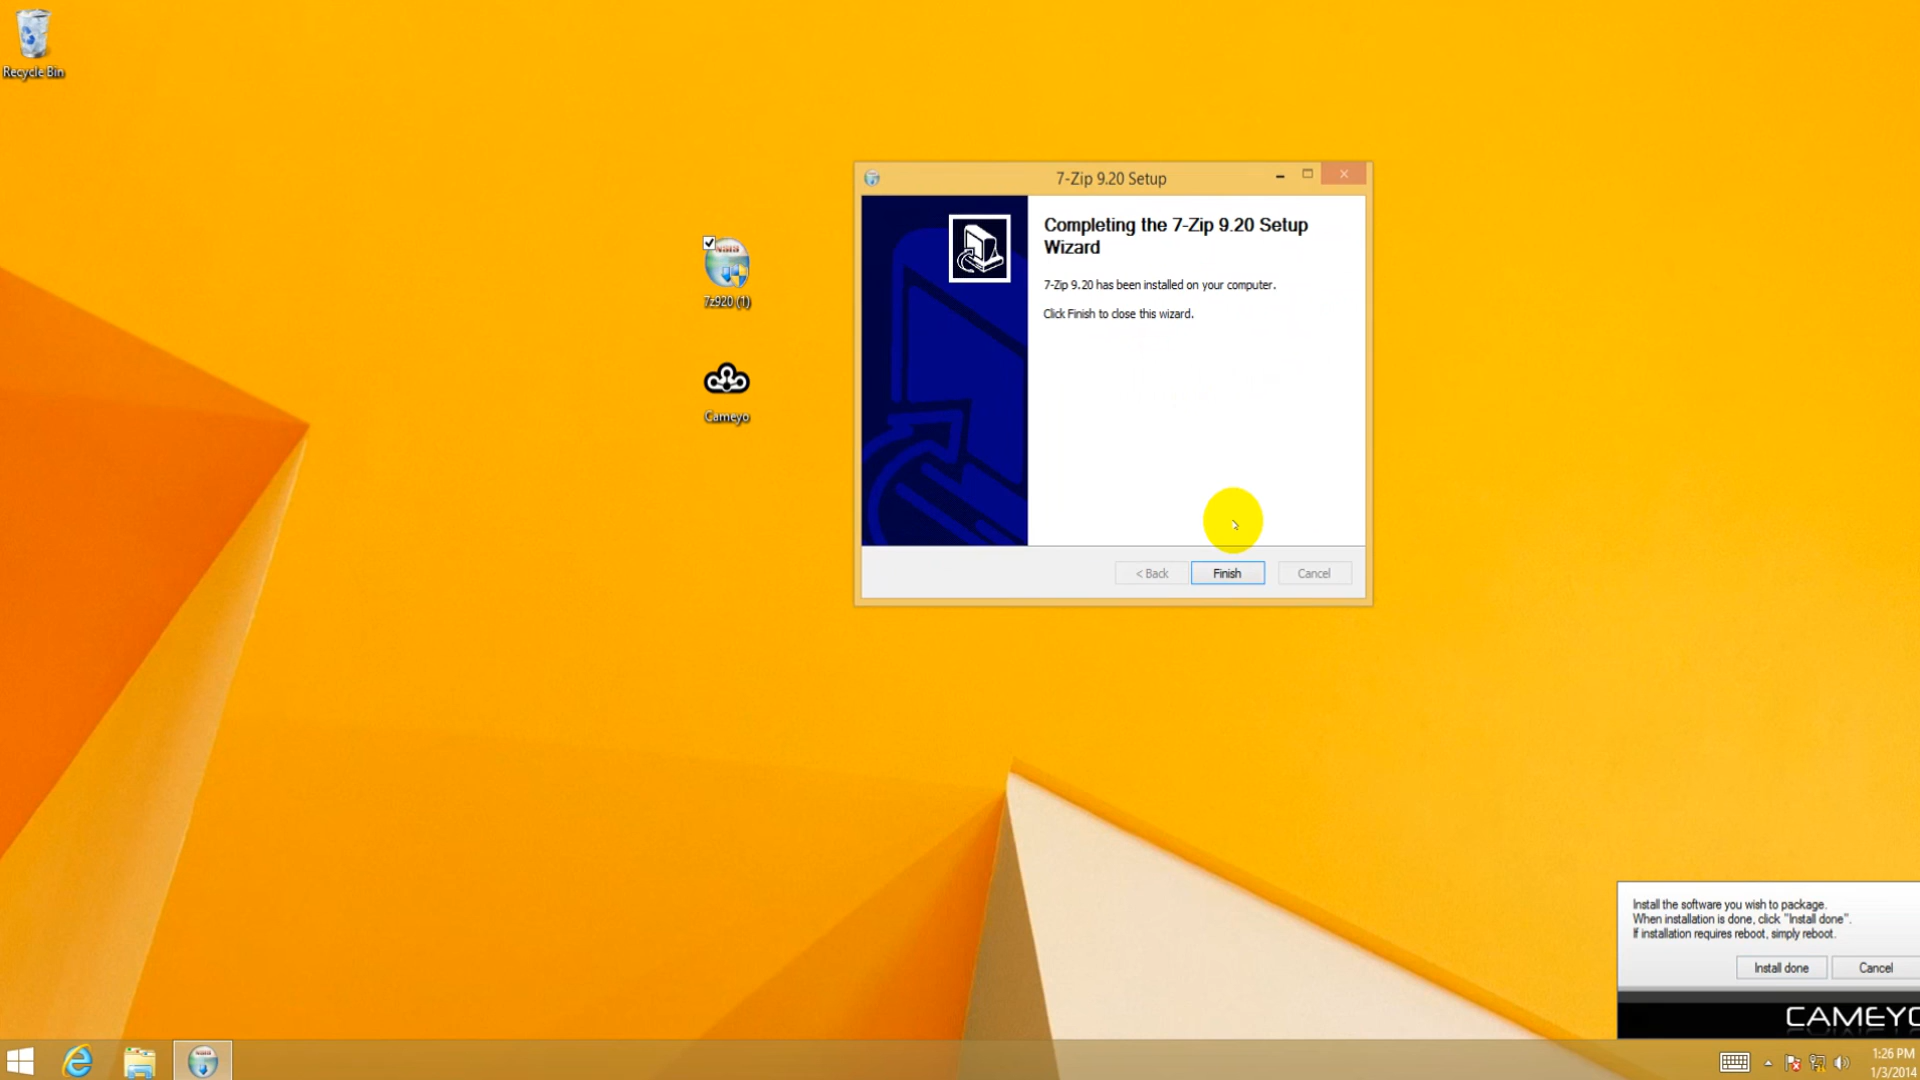 Recycle Bin
7-Zip 9.20 Setup
Completing the 7-Zip 9.20 Setup
Wizard
7-Zip 9.20 has been installed on your computer.
Click Finish to close this wizard.
NSIS
7z920 (1)
Cameyo
< Back
Finish
Cancel
Install the software you wish to package.
When installation is done, click "Install done".
If installation requires reboot, simply reboot.
Install done
Cancel
CAMEYO
1:26 PM
1/3/2014